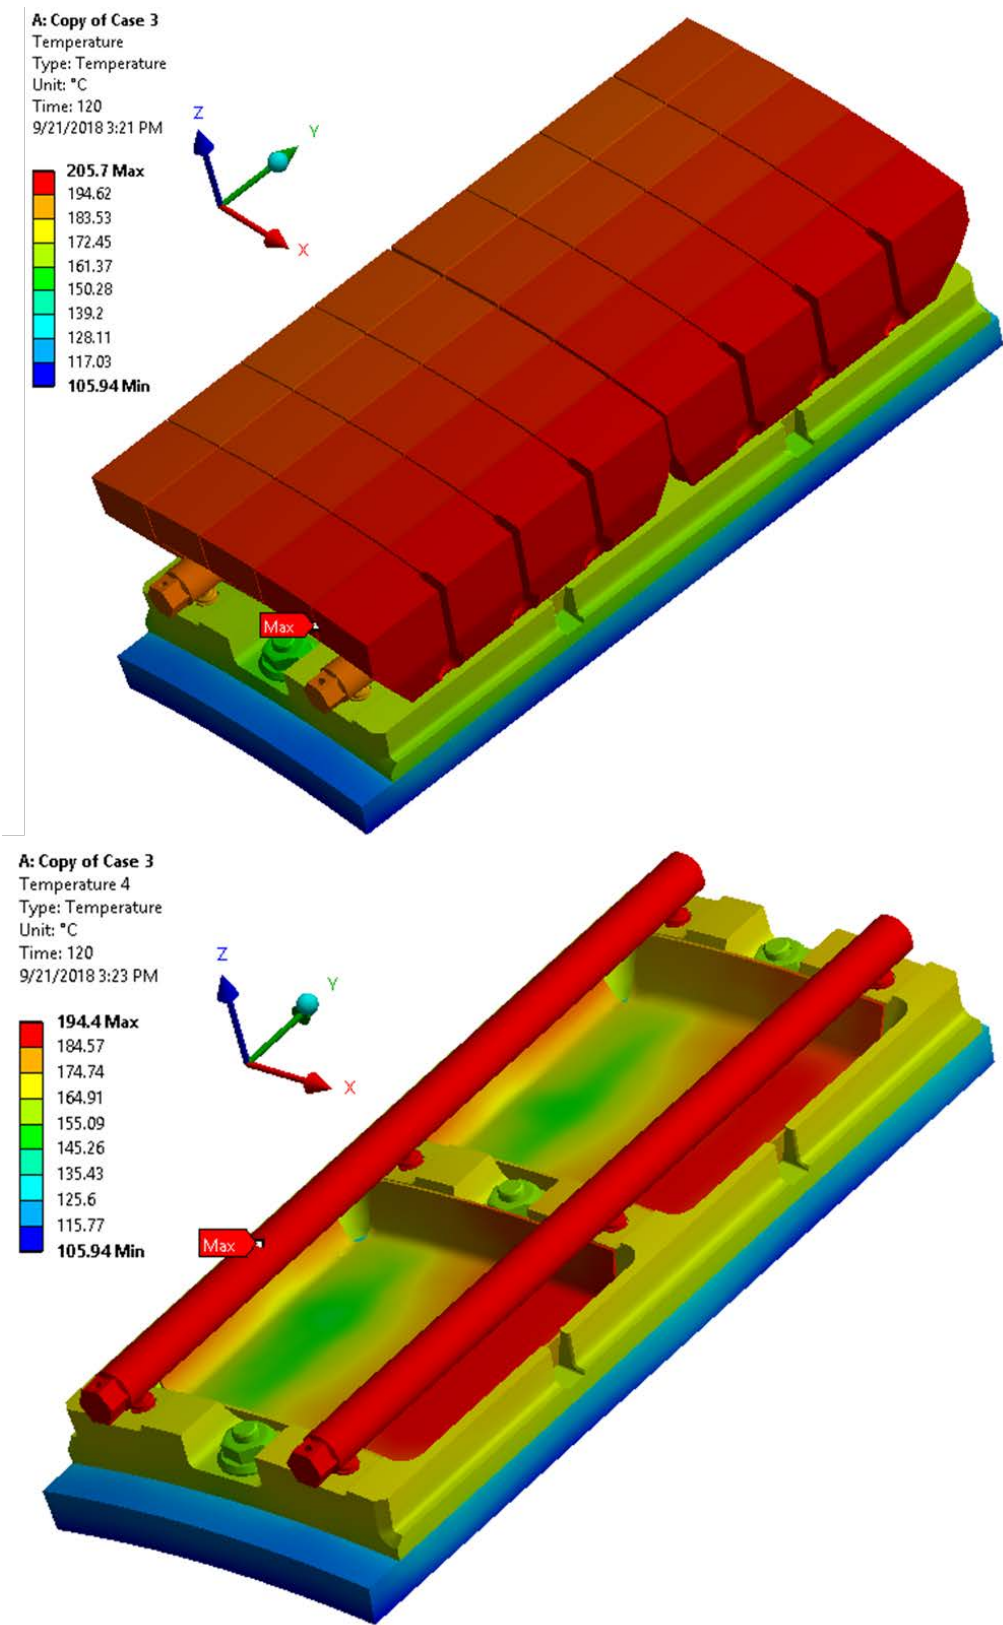 A: Copy of Case 3
Temperature
Type: Temperature
Unit: °C
Time: 120
9/21/2018 3:21 PM
205.7 Max
194.62
183.53
172.45
161.37
150.28
139.2
128.11
117.03
105.94 Min
Z
Y
X
Max
A: Copy of Case 3
Temperature 4
Type: Temperature
Unit: °C
Time: 120
9/21/2018 3:23 PM
194.4 Max
184.57
174.74
164.91
155.09
145.26
135.43
125.6
115.77
105.94 Min
Z
Y
X
Max